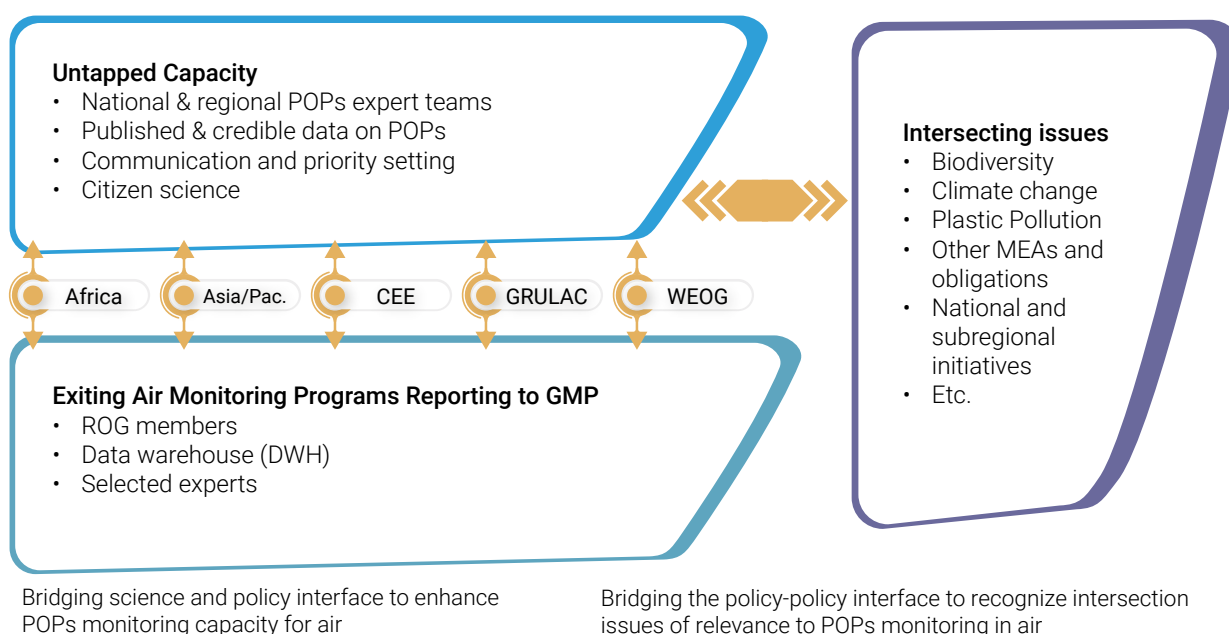 Untapped Capacity
• National & regional POPs expert teams
• Published & credible data on POPs
• Communication and priority setting
• Citizen science
Africa
Asia/Pac.
CEE
GRULAC
WEOG
Exiting Air Monitoring Programs Reporting to GMP
• ROG members
• Data warehouse (DWH)
• Selected experts
Intersecting issues
• Biodiversity
• Climate change
• Plastic Pollution
• Other MEAs and
obligations
• National and
subregional
initiatives
• Etc.
Bridging science and policy interface to enhance
POPs monitoring capacity for air
Bridging the policy-policy interface to recognize intersection
issues of relevance to POPs monitoring in air